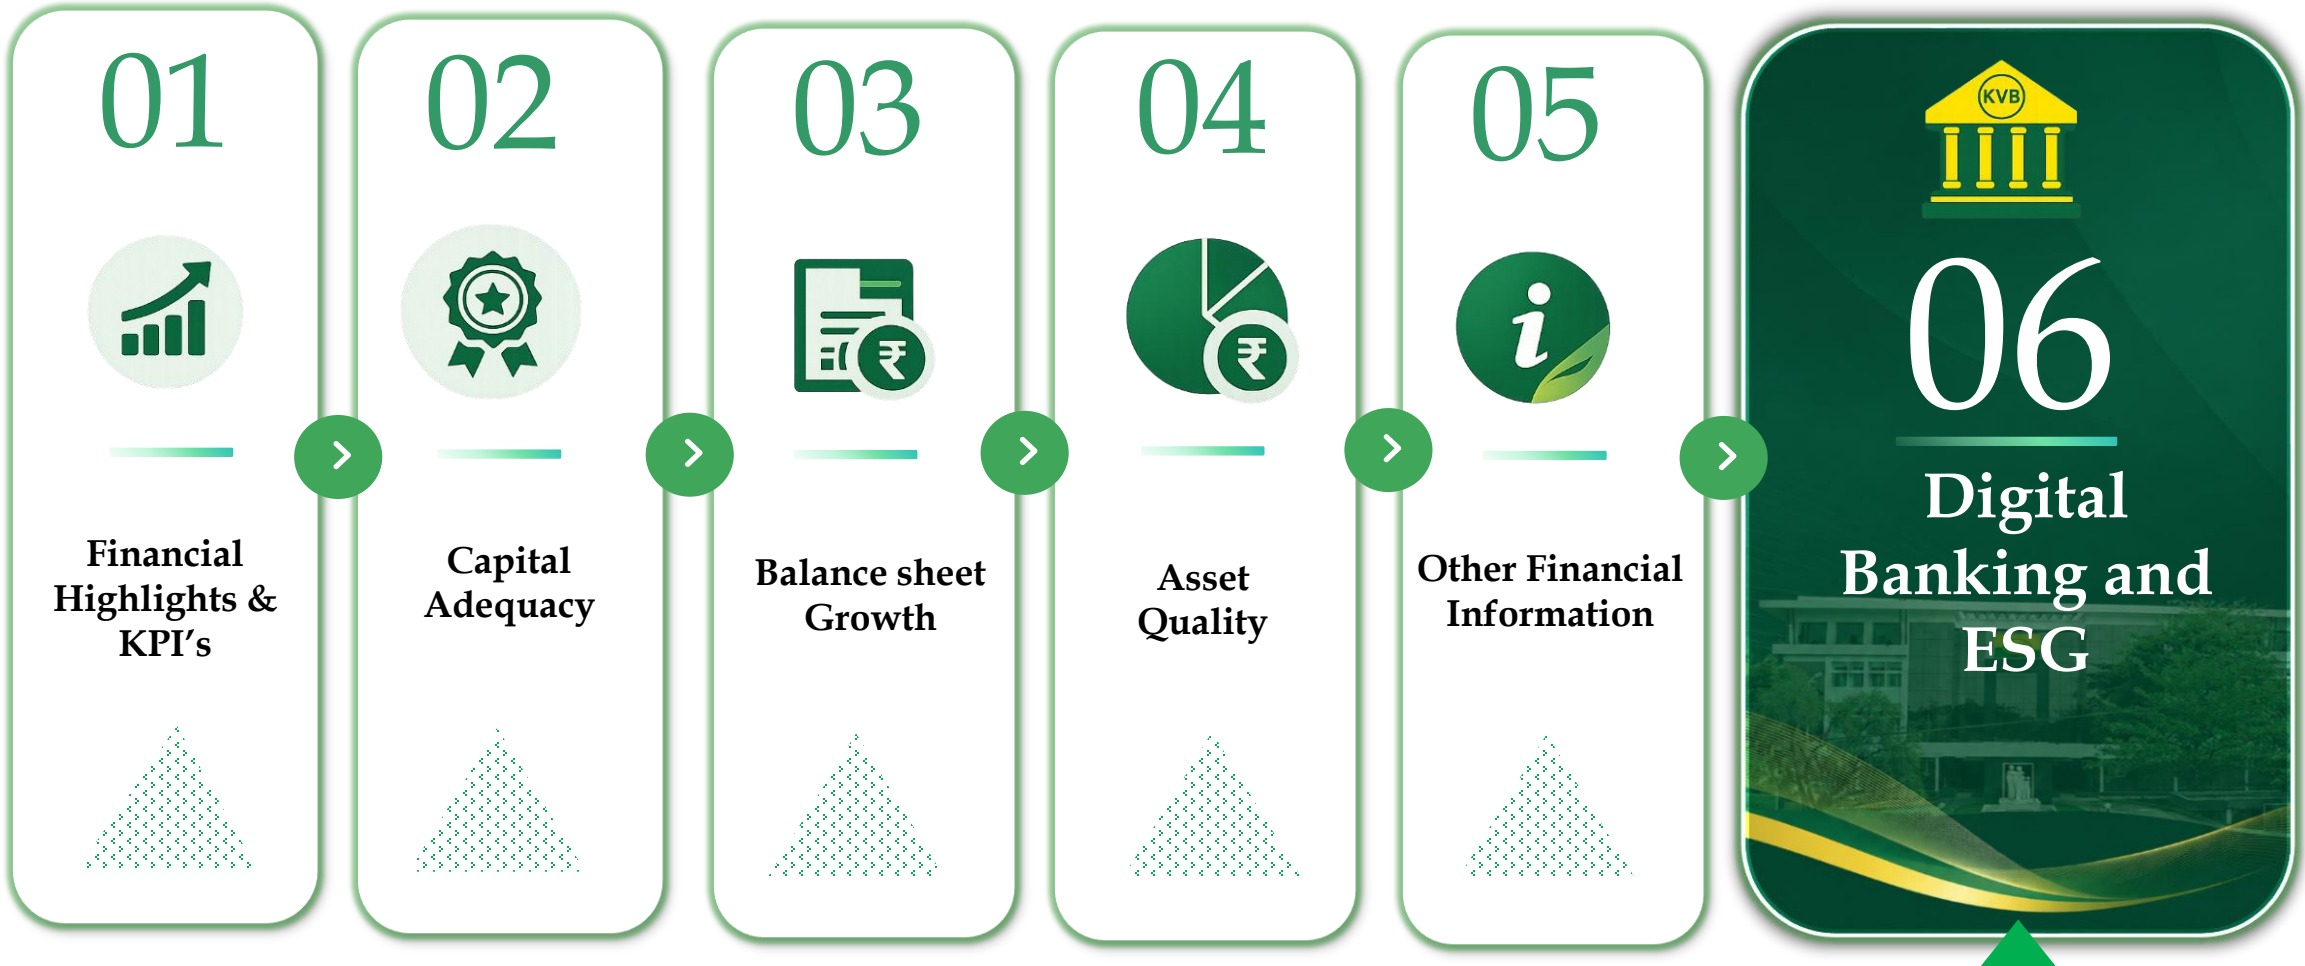 01
Financial
Highlights &
KPI’s
02
Capital
Adequacy
03
₹
Balance sheet
Growth
04
₹
Asset
Quality
05
i
Other Financial
Information
KVB
06
Digital
Banking and
ESG